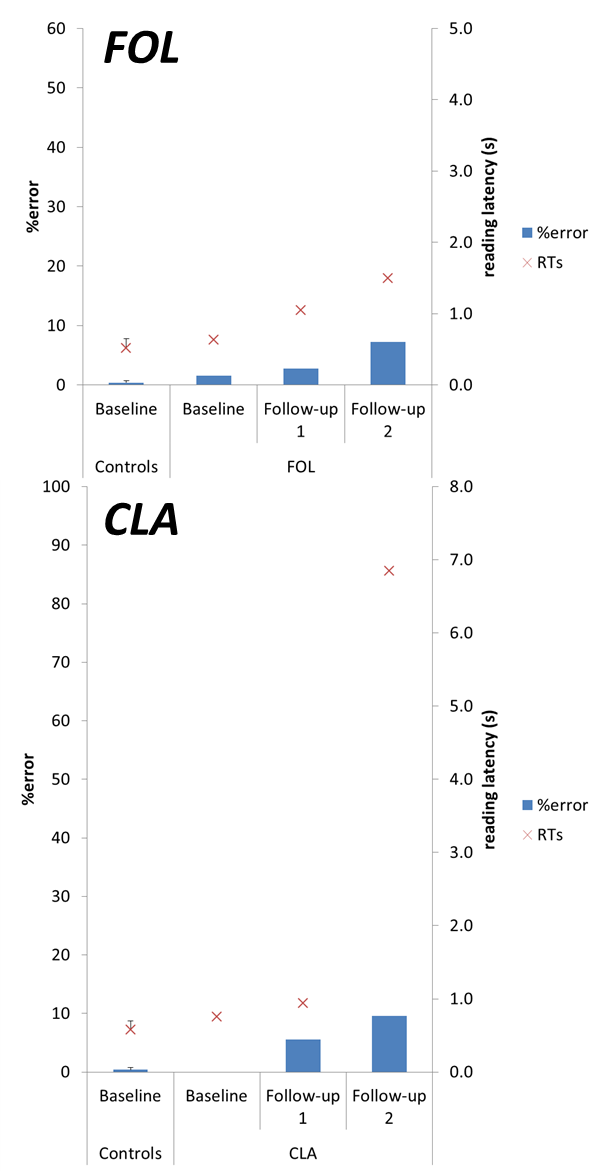 FOL
60
50
40
30
20
10
0
%error
5.0
4.0
3.0
2.0
1.0
0.0
reading latency (s)
%error
RTs
Baseline Baseline Follow-up Follow-up
1 2
Controls FOL
CLA
100
90
80
70
60
50
40
30
20
10
0
%error
8.0
7.0
6.0
5.0
4.0
3.0
2.0
1.0
0.0
reading latency (s)
%error
RTs
Baseline Baseline Follow-up Follow-up
1 2
Controls CLA